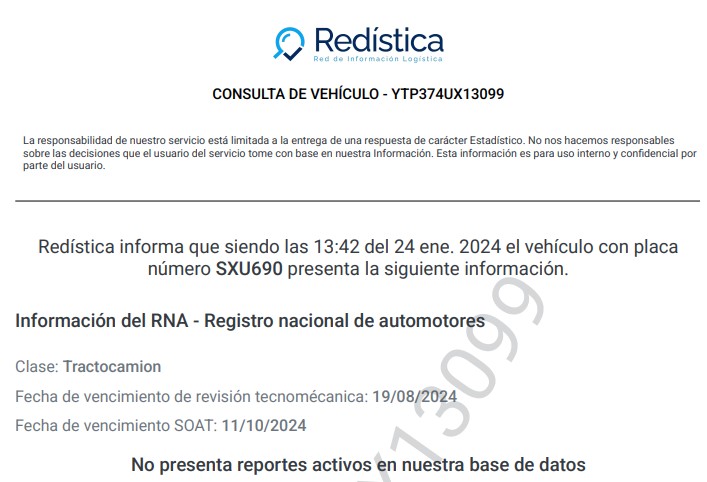 Redística
Red de Información Logística
CONSULTA DE VEHÍCULO - YTP374UX13099
La responsabilidad de nuestro servicio está limitada a la entrega de una respuesta de carácter Estadístico. No nos hacemos responsables
sobre las decisiones que el usuario del servicio tome con base en nuestra Información. Esta información es para uso interno y confidencial por
parte del usuario.
Redística informa que siendo las 13:42 del 24 ene. 2024 el vehículo con placa
número SXU690 presenta la siguiente información.
Información del RNA - Registro nacional de automotores
Clase: Tractocamion
Fecha de vencimiento de revisión tecnomécanica: 19/08/2024
Fecha de vencimiento SOAT: 11/10/2024
No presenta reportes activos en nuestra base de datos
X13099